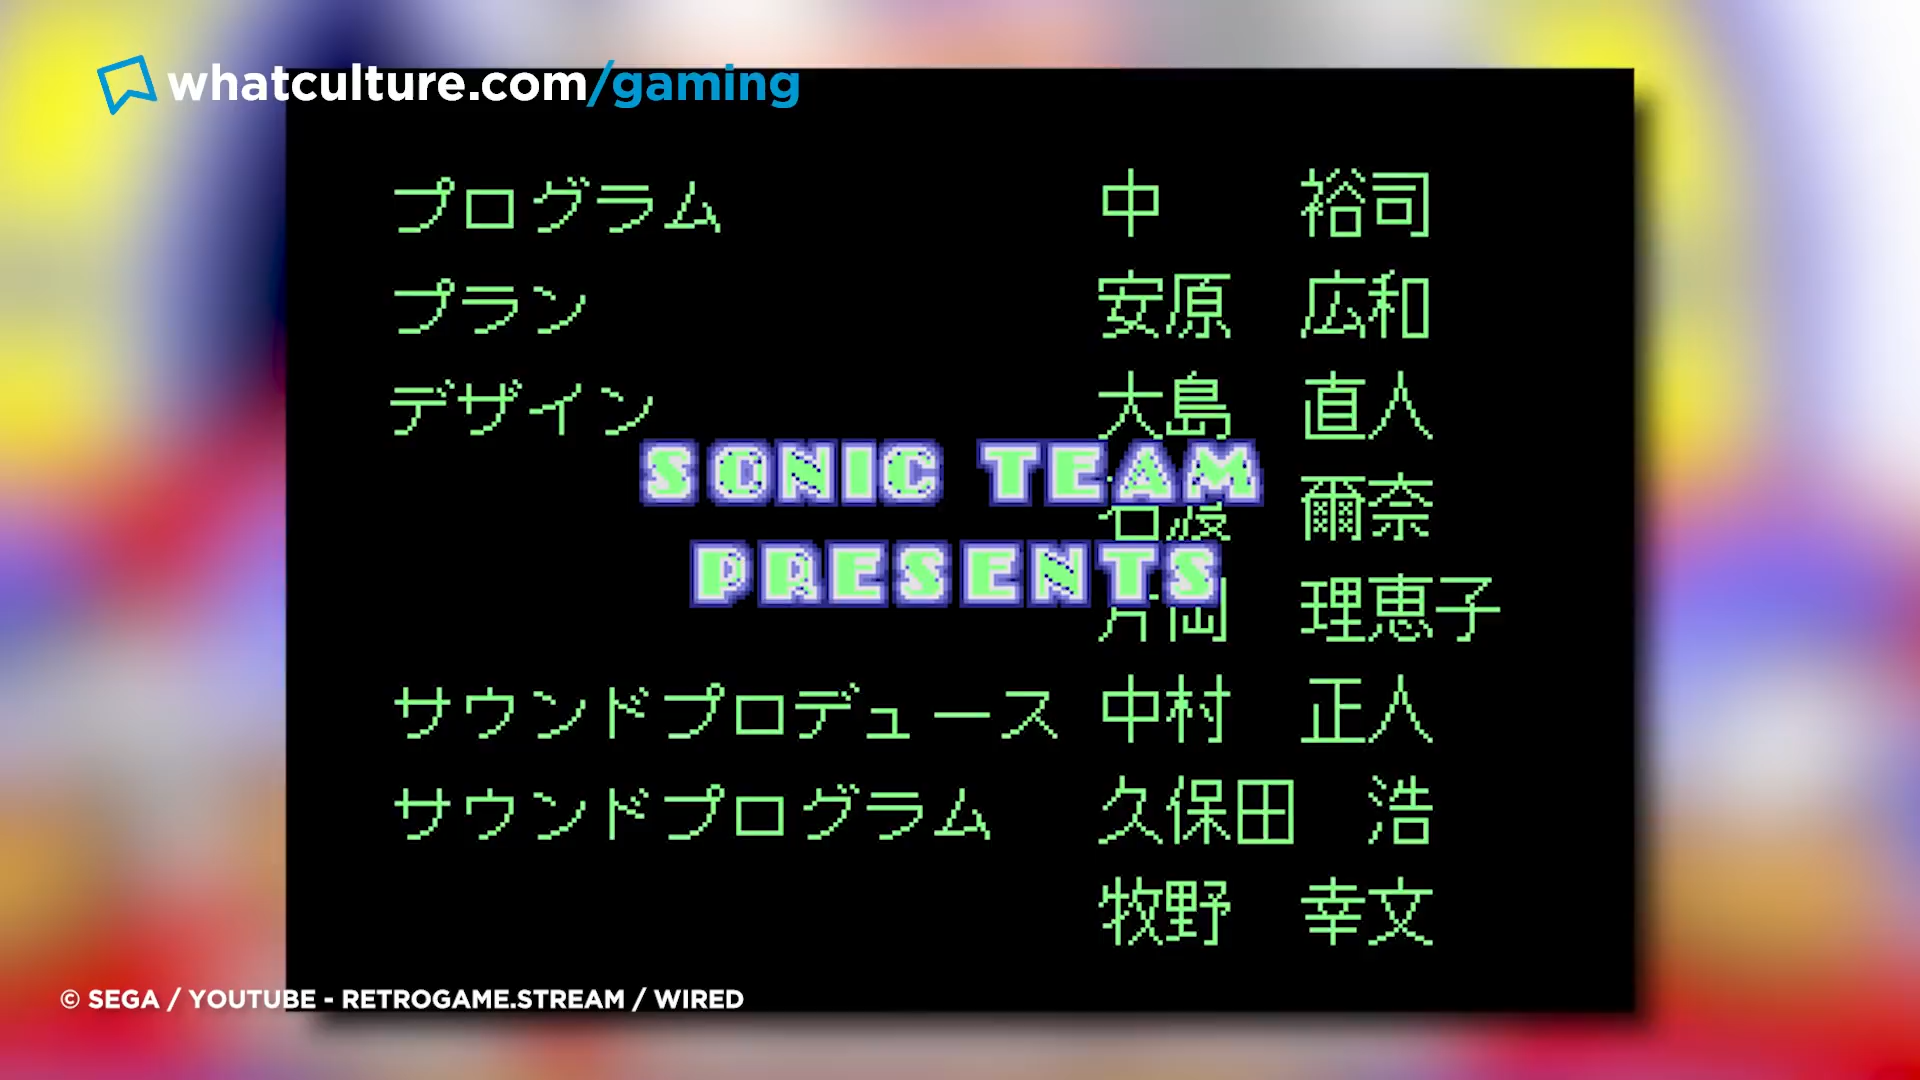 whatculture.com/gaming
プログラム 中 裕司
プラン 安原 広和
デザイン 大島 直人
SONIC TEAM
爾奈
PRESENTS
理恵子
サウンドプロデュース 中村 正人
サウンドプログラム 久保田 浩
牧野 幸文
© SEGA / YOUTUBE - RETROGAME.STREAM / WIRED